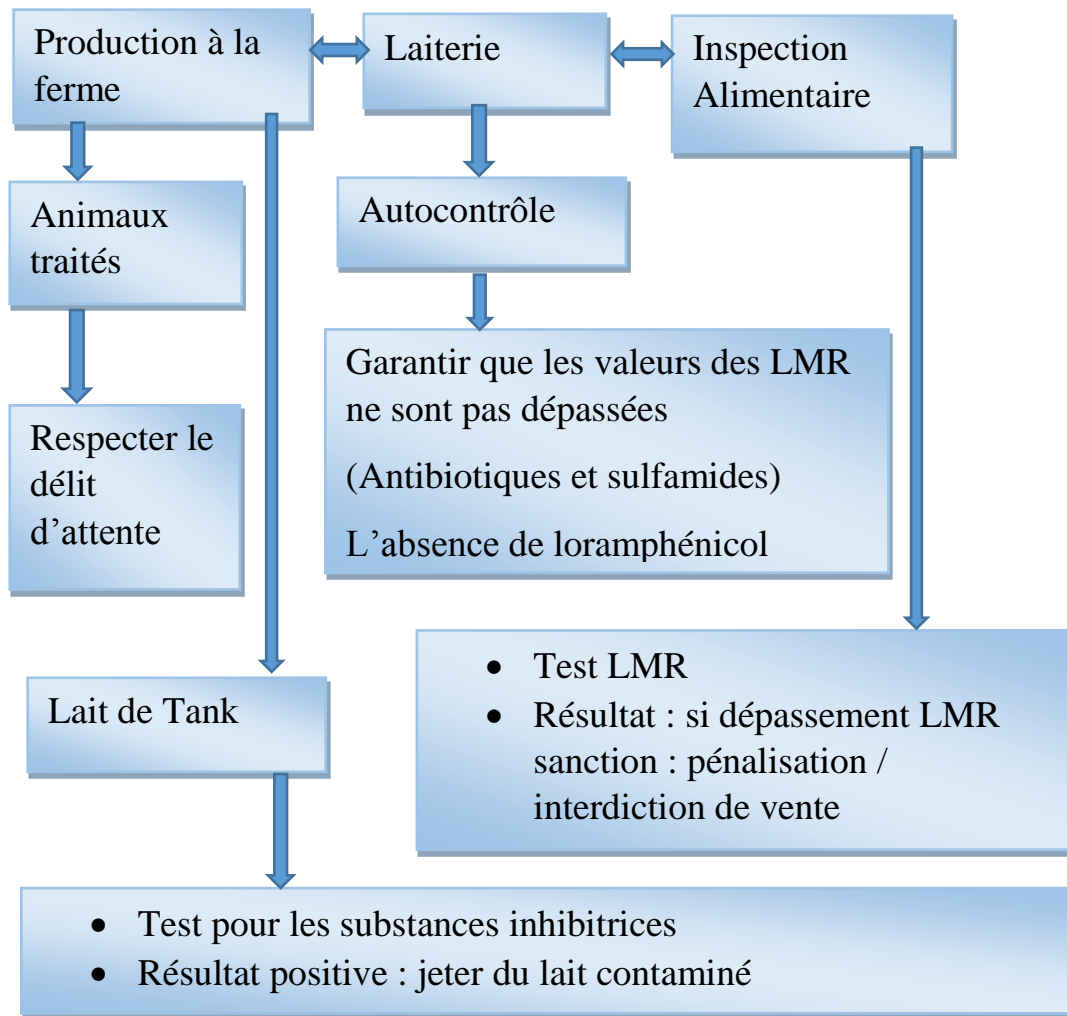 Production à la
ferme
Laiterie
Inspection
Alimentaire
Animaux
traités
Autocontrôle
Respecter le
délit
d'attente
Garantir que les valeurs des LMR
ne sont pas dépassées
(Antibiotiques et sulfamides)
L'absence de loramphénicol
Lait de Tank
• Test LMR
• Résultat : si dépassement LMR
sanction : pénalisation /
interdiction de vente
• Test pour les substances inhibitrices
• Résultat positive : jeter du lait contaminé